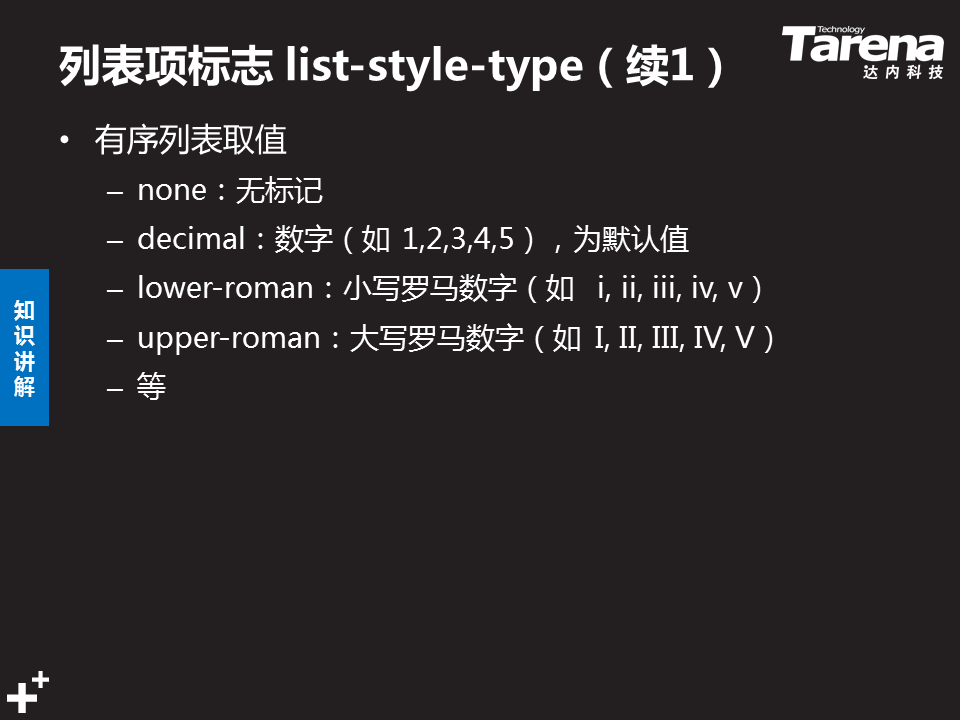 列表项标志 list-style-type（续1）
Technology
Tarena
达内科技
• 有序列表取值
– none：无标记
– decimal：数字（如 1,2,3,4,5），为默认值
– lower-roman：小写罗马数字（如 i, ii, iii, iv, v）
– upper-roman：大写罗马数字（如 I, II, III, IV, V）
– 等
知
识
讲
解